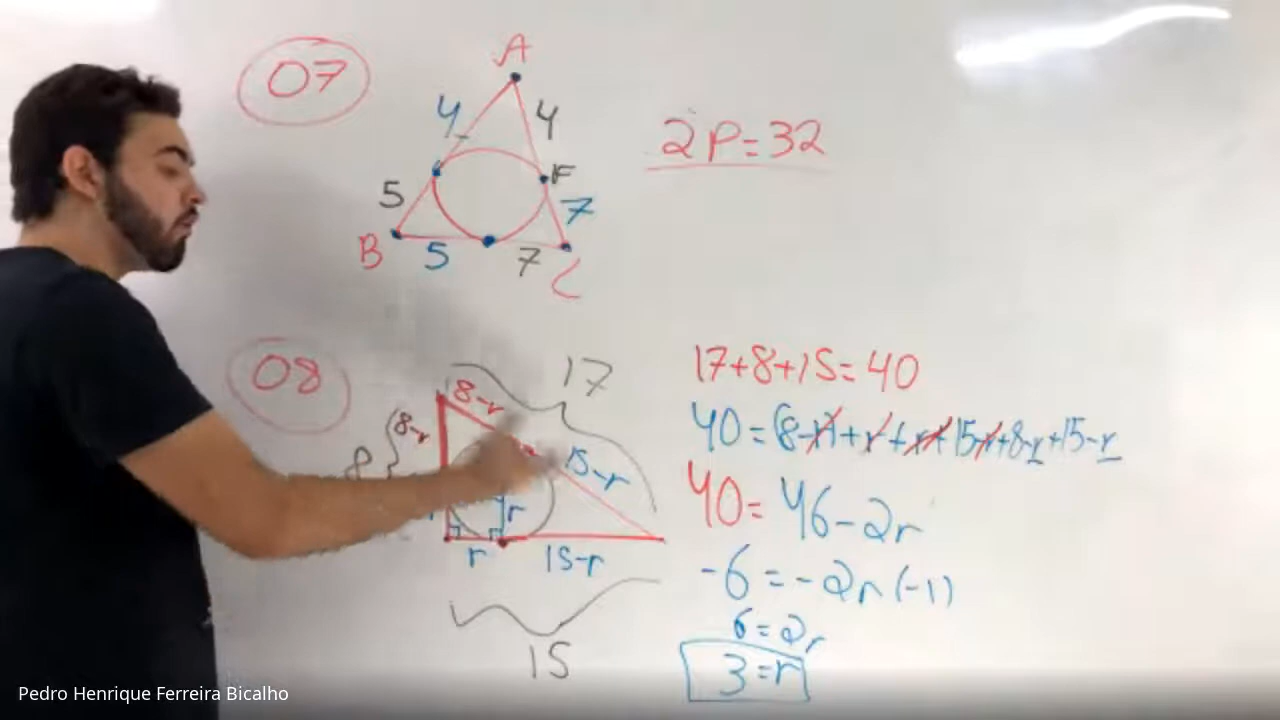 07
A
4
4
F
5
7
B
5
7
C
2P=32
08
17
8-r
8-r
8
15-r
r
r
15-r
15
17+8+15=40
40=(8-r)+r+r+15-r+8-r+15-r
40=46-2r
-6=-2r(-1)
6=2r
3=r
Pedro Henrique Ferreira Bicalho